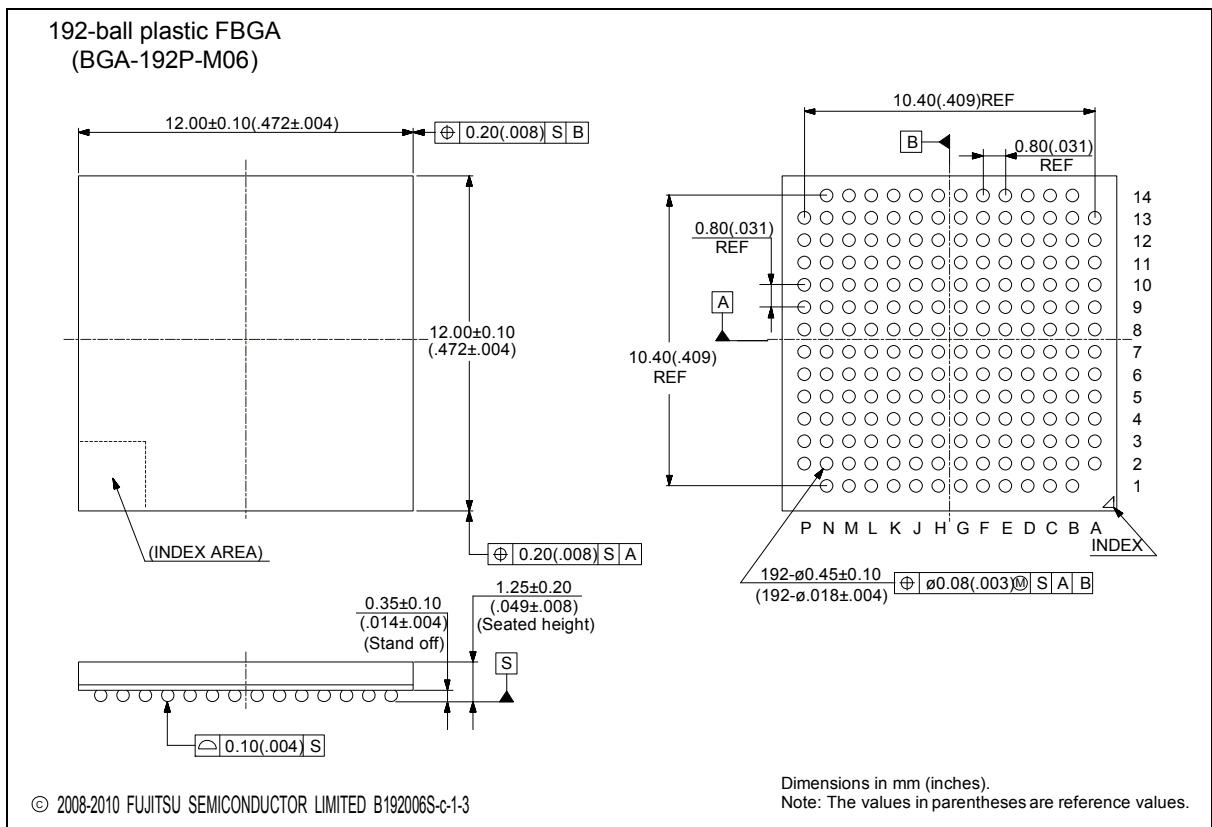 192-ball plastic FBGA
(BGA-192P-M06)
12.00±0.10(.472±.004)
⌖ 0.20(.008) S B
12.00±0.10
(.472±.004)
(INDEX AREA)
⌖ 0.20(.008) S A
10.40(.409)REF
B
0.80(.031)
REF
0.80(.031)
REF
A
10.40(.409)
REF
14
13
12
11
10
9
8
7
6
5
4
3
2
1
P N M L K J H G F E D C B A
INDEX
192-ø0.45±0.10
(192-ø.018±.004)
⌖ ø0.08(.003)Ⓜ S A B
0.35±0.10
(.014±.004)
(Stand off)
1.25±0.20
(.049±.008)
(Seated height)
S
⌓ 0.10(.004) S
© 2008-2010 FUJITSU SEMICONDUCTOR LIMITED B192006S-c-1-3
Dimensions in mm (inches).
Note: The values in parentheses are reference values.